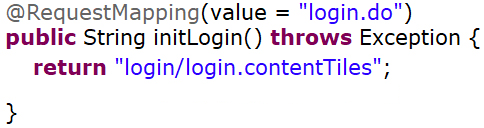 @RequestMapping(value = "login.do")
public String initLogin() throws Exception {
    return "login/login.contentTiles";
}